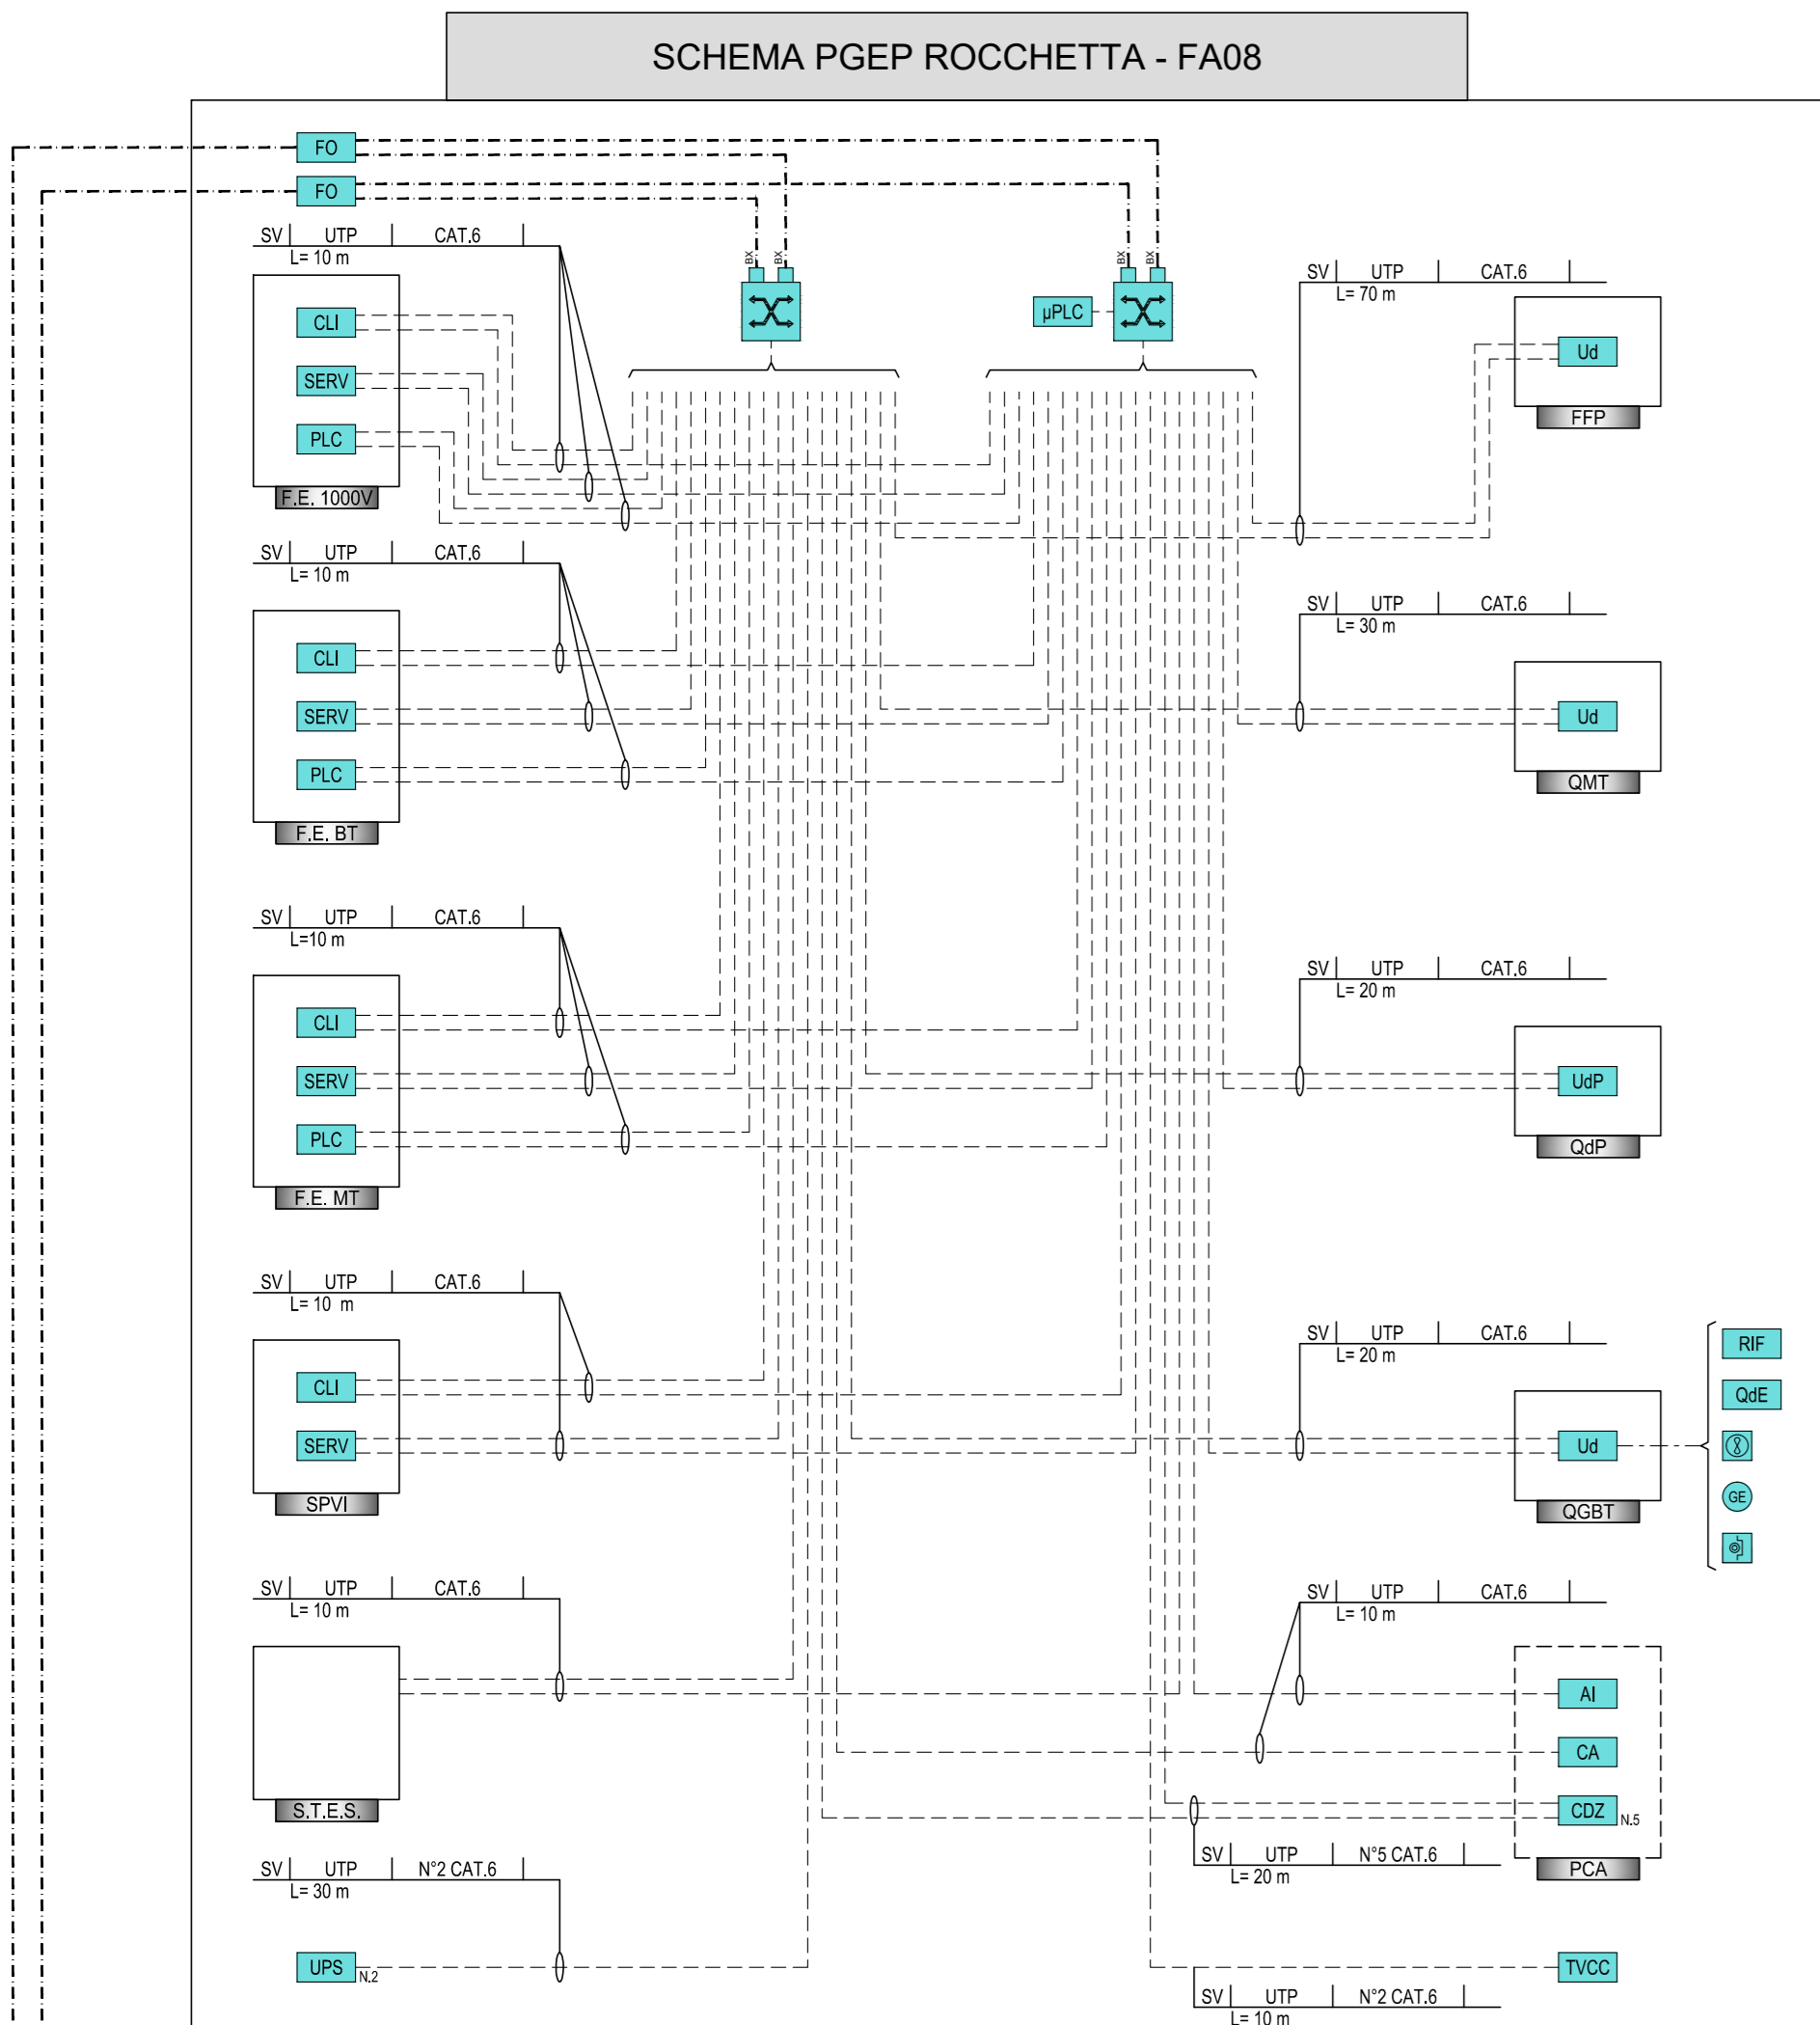 SCHEMA PGEP ROCCHETTA - FA08
FO
FO
SV UTP CAT.6
L= 10 m
CLI
SERV
PLC
F.E. 1000V
BX BX
BX BX
µPLC
SV UTP CAT.6
L= 70 m
Ud
FFP
SV UTP CAT.6
L= 10 m
CLI
SERV
PLC
F.E. BT
SV UTP CAT.6
L= 30 m
Ud
QMT
SV UTP CAT.6
L=10 m
CLI
SERV
PLC
F.E. MT
SV UTP CAT.6
L= 20 m
UdP
QdP
SV UTP CAT.6
L= 10 m
CLI
SERV
SPVI
SV UTP CAT.6
L= 20 m
Ud
QGBT
RIF
QdE
GE
SV UTP CAT.6
L= 10 m
S.T.E.S.
SV UTP CAT.6
L= 10 m
AI
CA
CDZ N.5
PCA
SV UTP N°5 CAT.6
L= 20 m
SV UTP N°2 CAT.6
L= 30 m
UPS N.2
TVCC
SV UTP N°2 CAT.6
L= 10 m